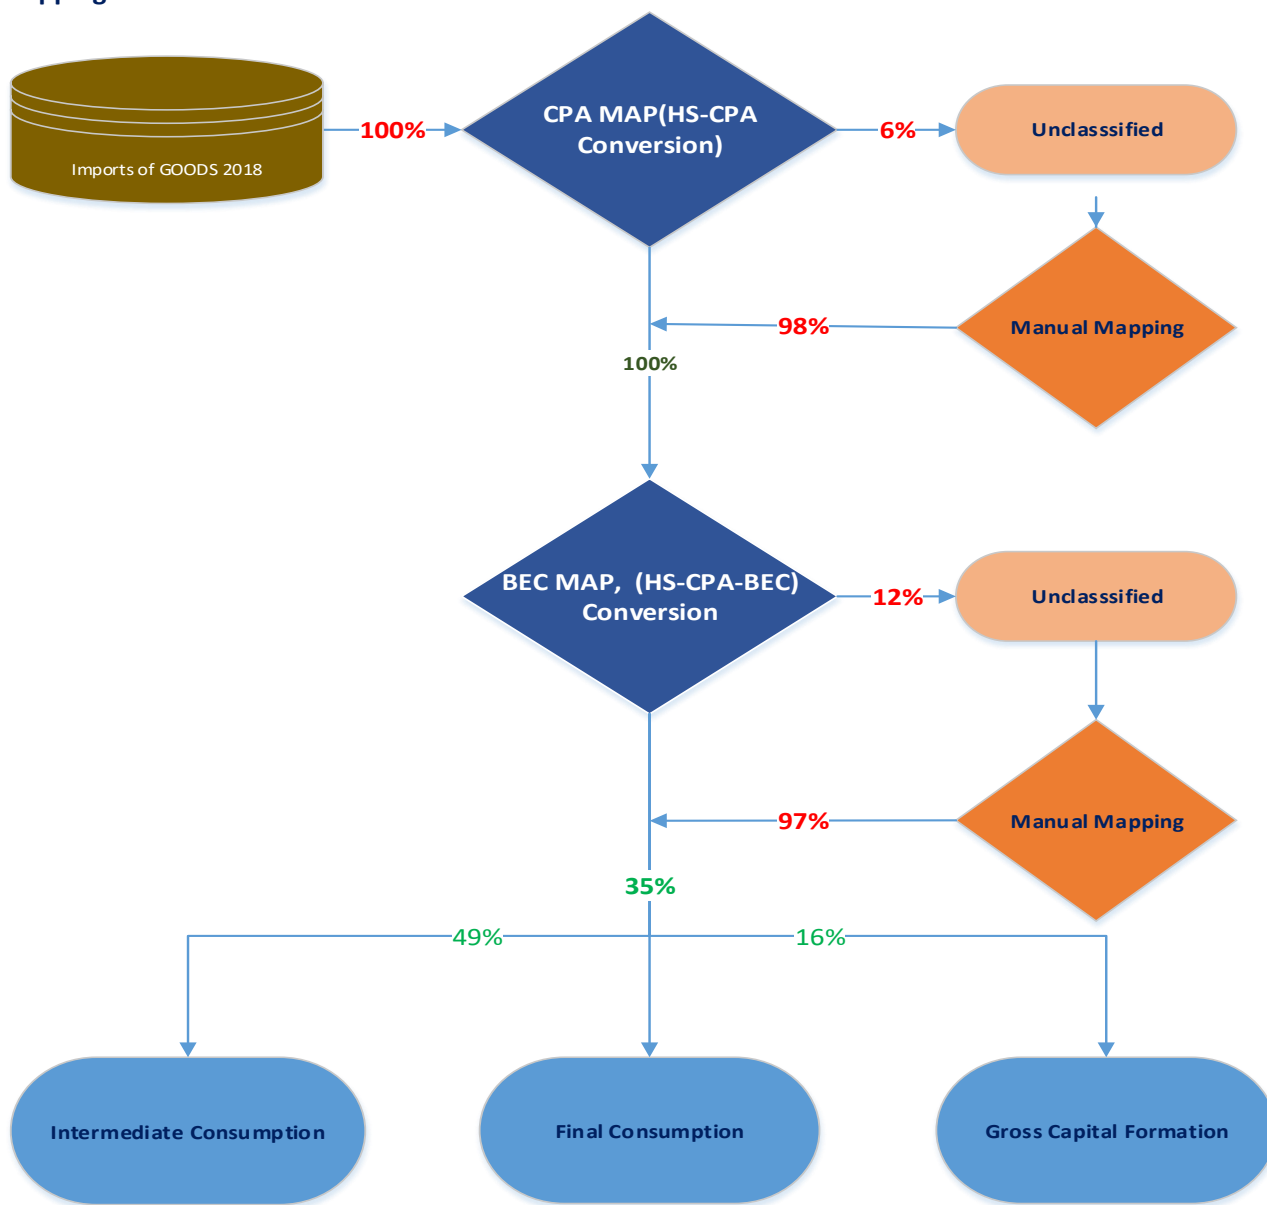 CPA MAP(HS-CPA
Conversion)
Imports of GOODS 2018
100%
6%
Unclasssified
98%
Manual Mapping
100%
BEC MAP, (HS-CPA-BEC)
Conversion
12%
Unclasssified
97%
Manual Mapping
35%
49%
16%
Intermediate Consumption
Final Consumption
Gross Capital Formation